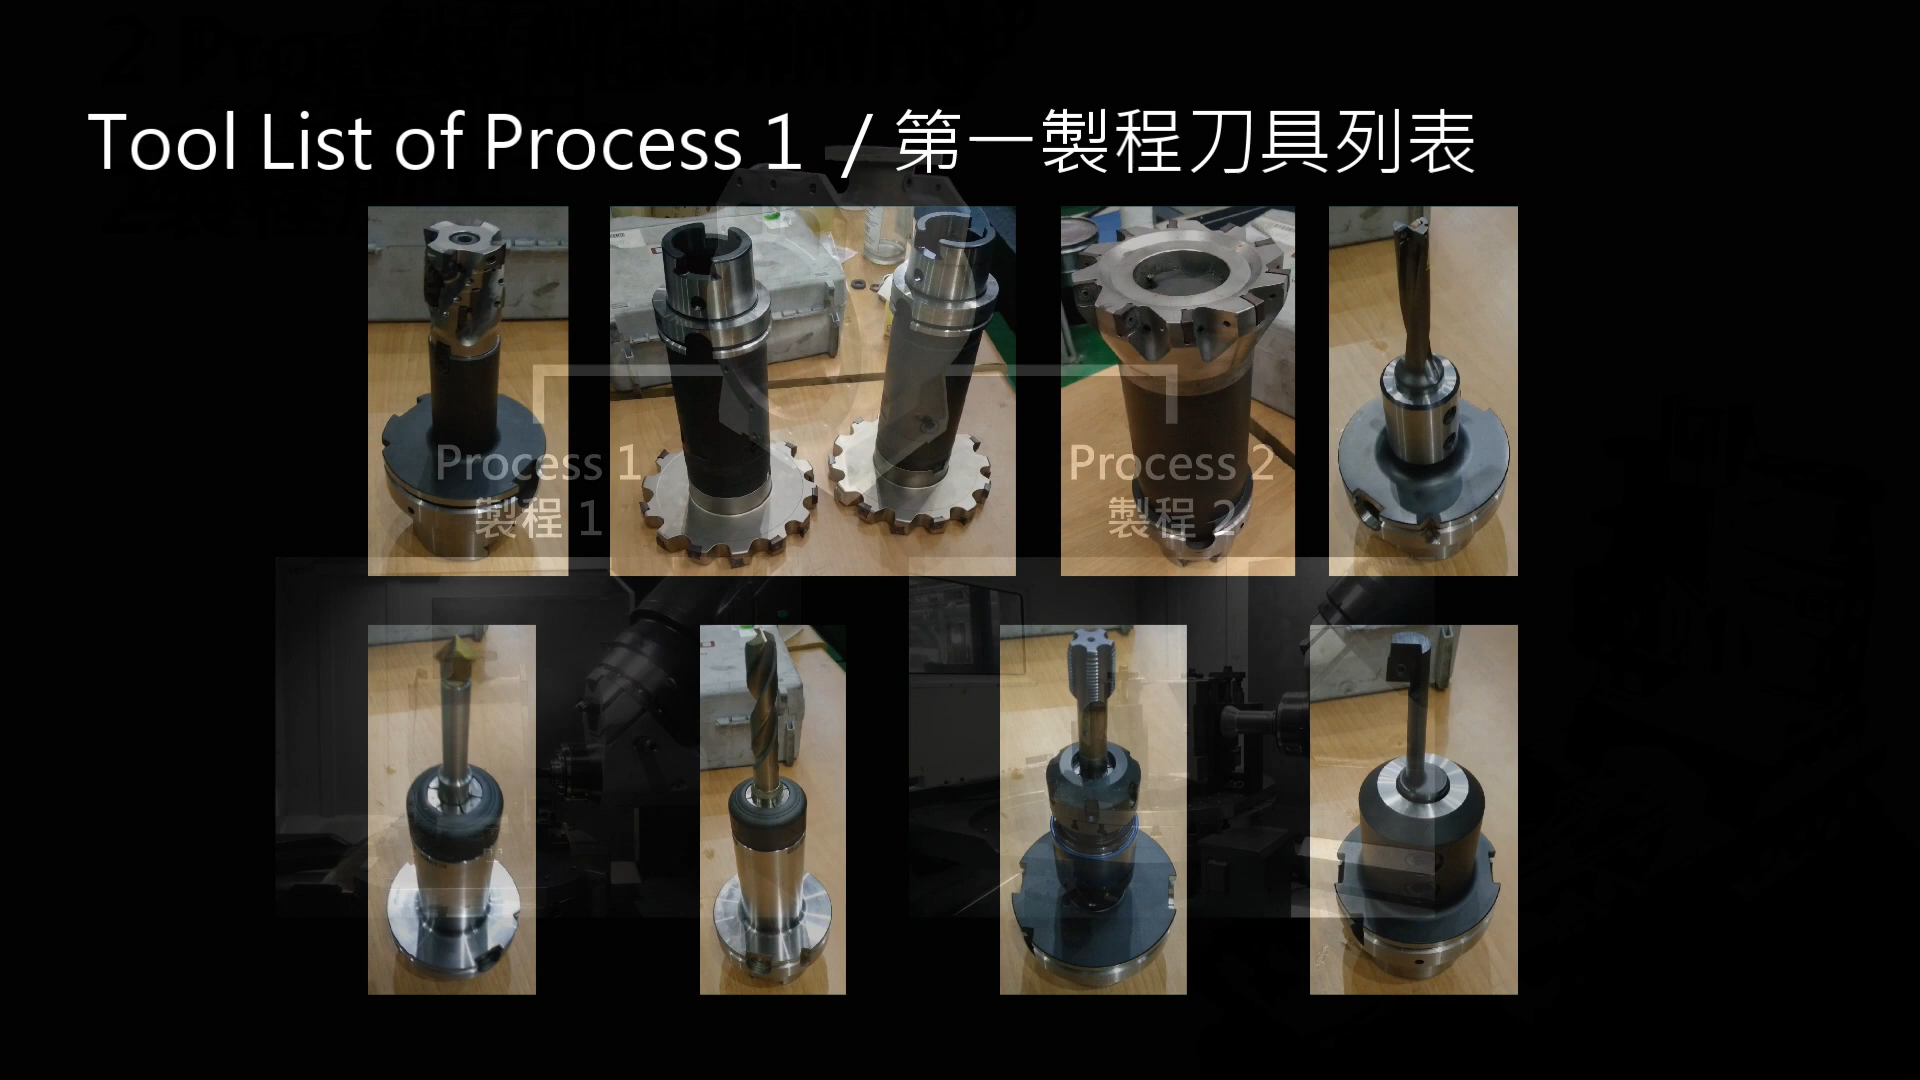 Tool List of Process 1 / 第一製程刀具列表
Process 1
製程 1
Process 2
製程 2